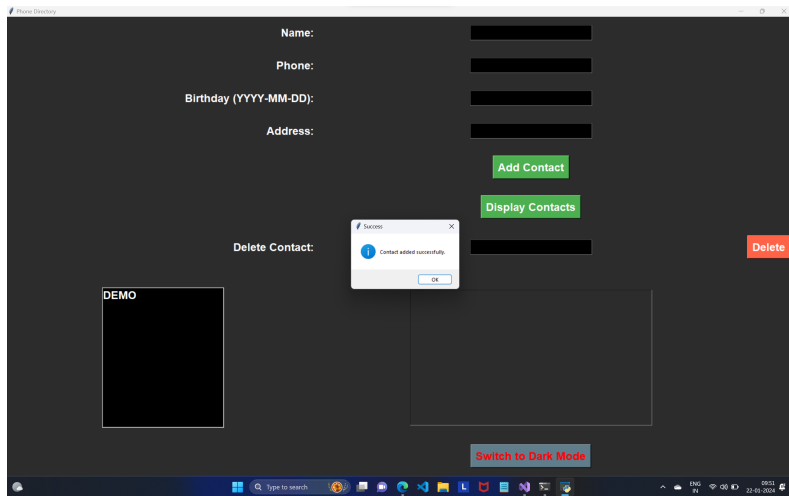 Phone Directory
Name:
Phone:
Birthday (YYYY-MM-DD):
Address:
Add Contact
Display Contacts
Success
Contact added successfully.
OK
Delete Contact:
Delete
DEMO
Switch to Dark Mode
Type to search
ENG
IN
09:51
22-01-2024